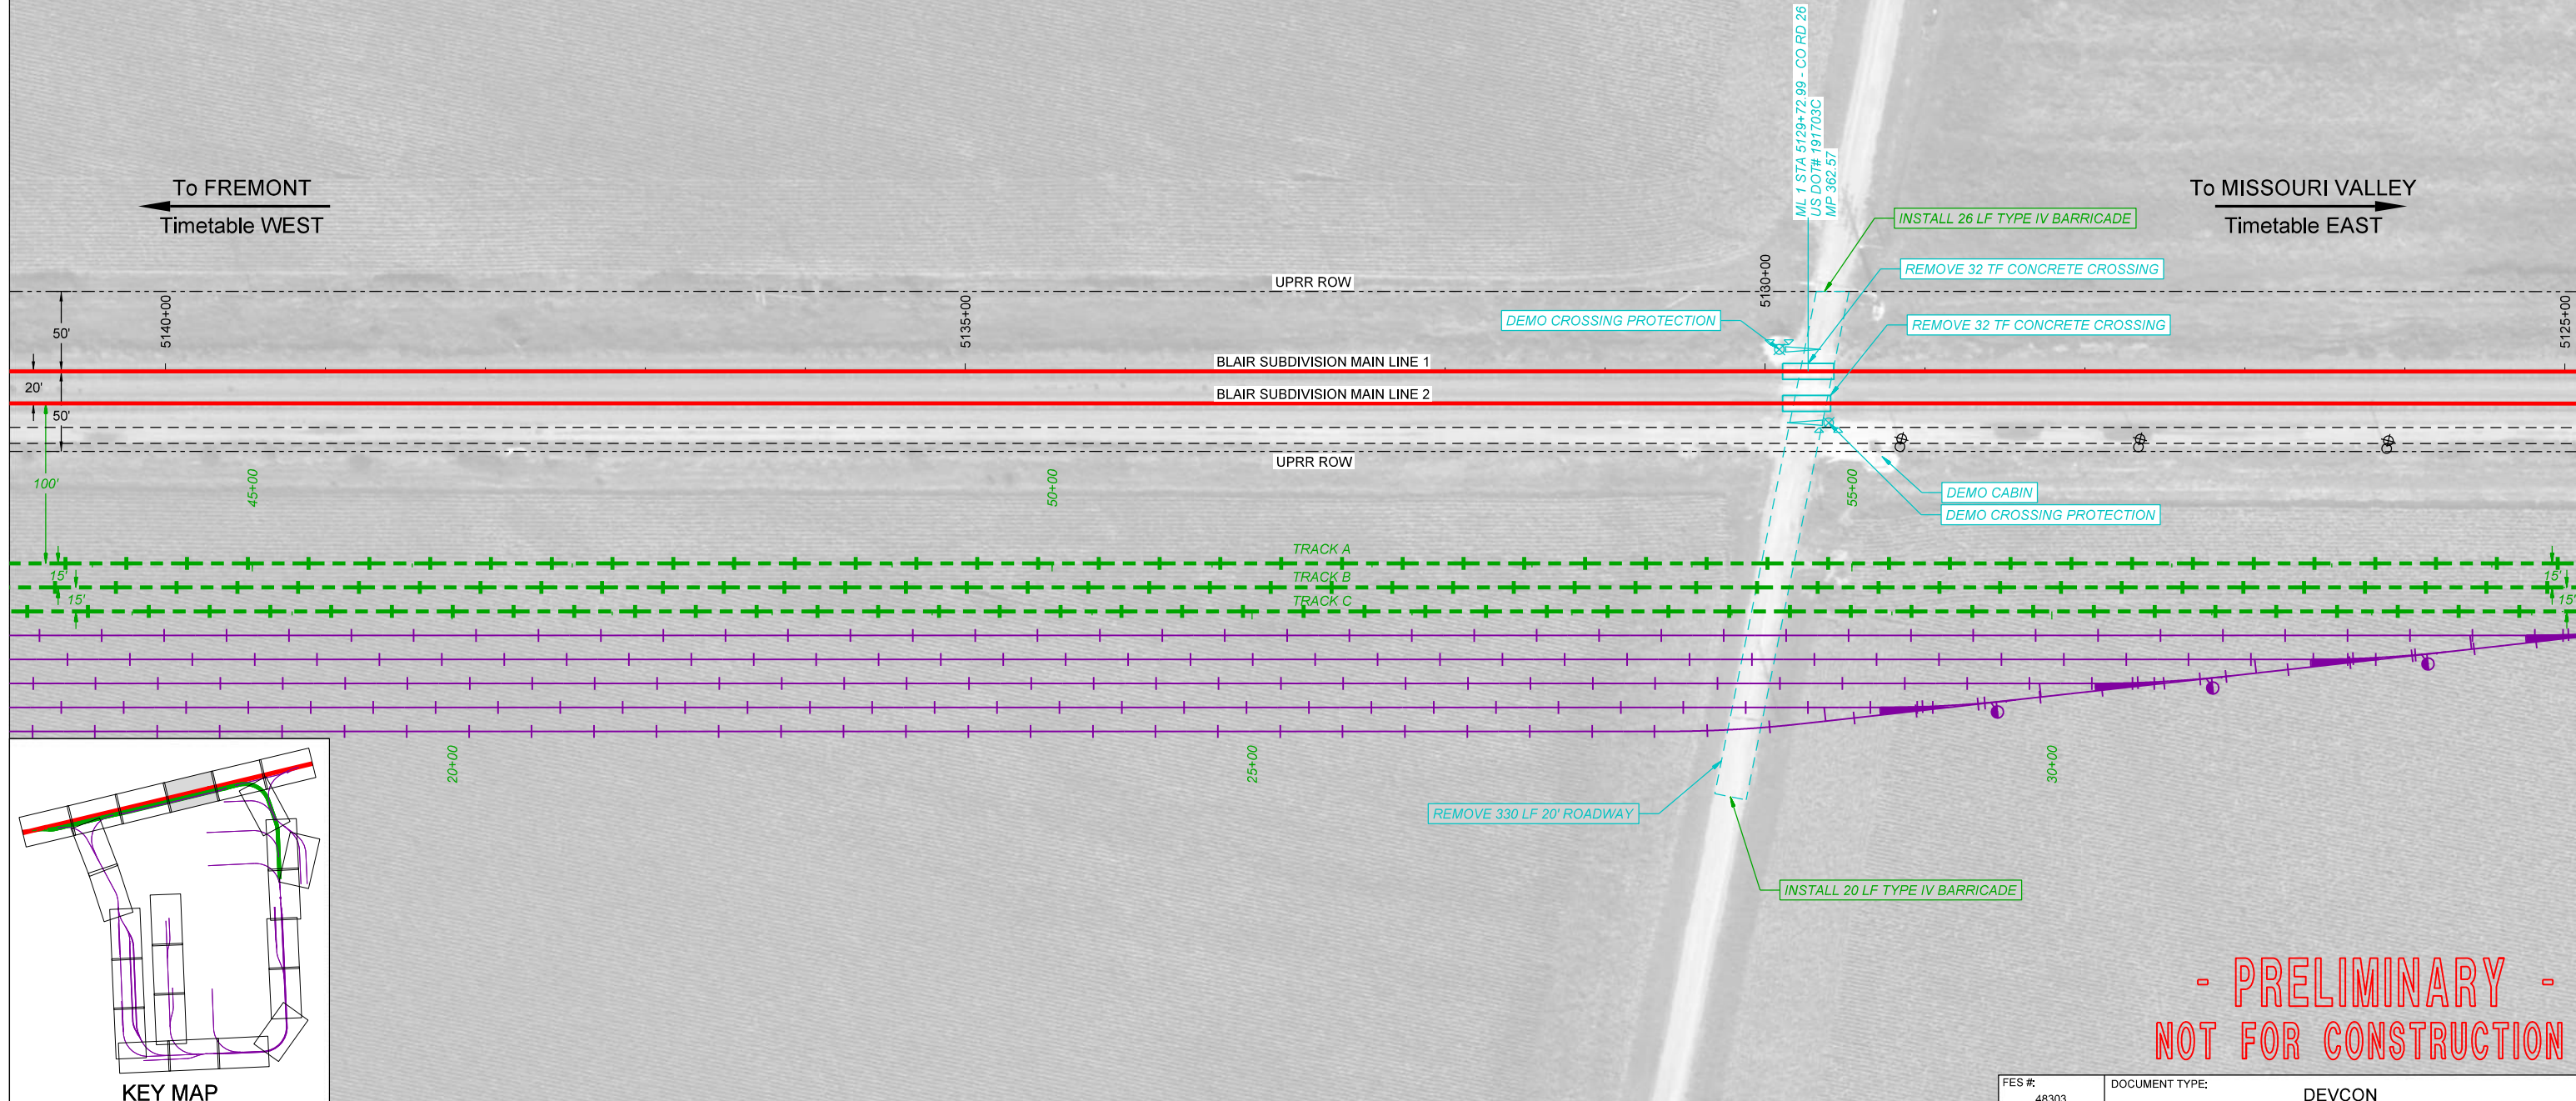 ML 1 STA 5129+72.99 - CO RD 26
US DOT# 191703C
MP 362.57
To FREMONT
Timetable WEST
To MISSOURI VALLEY
Timetable EAST
INSTALL 26 LF TYPE IV BARRICADE
REMOVE 32 TF CONCRETE CROSSING
UPRR ROW
5140+00
5135+00
5130+00
5125+00
DEMO CROSSING PROTECTION
REMOVE 32 TF CONCRETE CROSSING
50'
BLAIR SUBDIVISION MAIN LINE 1
20'
BLAIR SUBDIVISION MAIN LINE 2
50'
UPRR ROW
100'
45+00
50+00
55+00
DEMO CABIN
DEMO CROSSING PROTECTION
TRACK A
15'
15'
TRACK B
15'
15'
TRACK C
20+00
25+00
30+00
REMOVE 330 LF 20' ROADWAY
INSTALL 20 LF TYPE IV BARRICADE
KEY MAP
- PRELIMINARY -
NOT FOR CONSTRUCTION
FES #:
48303
DOCUMENT TYPE:
DEVCON